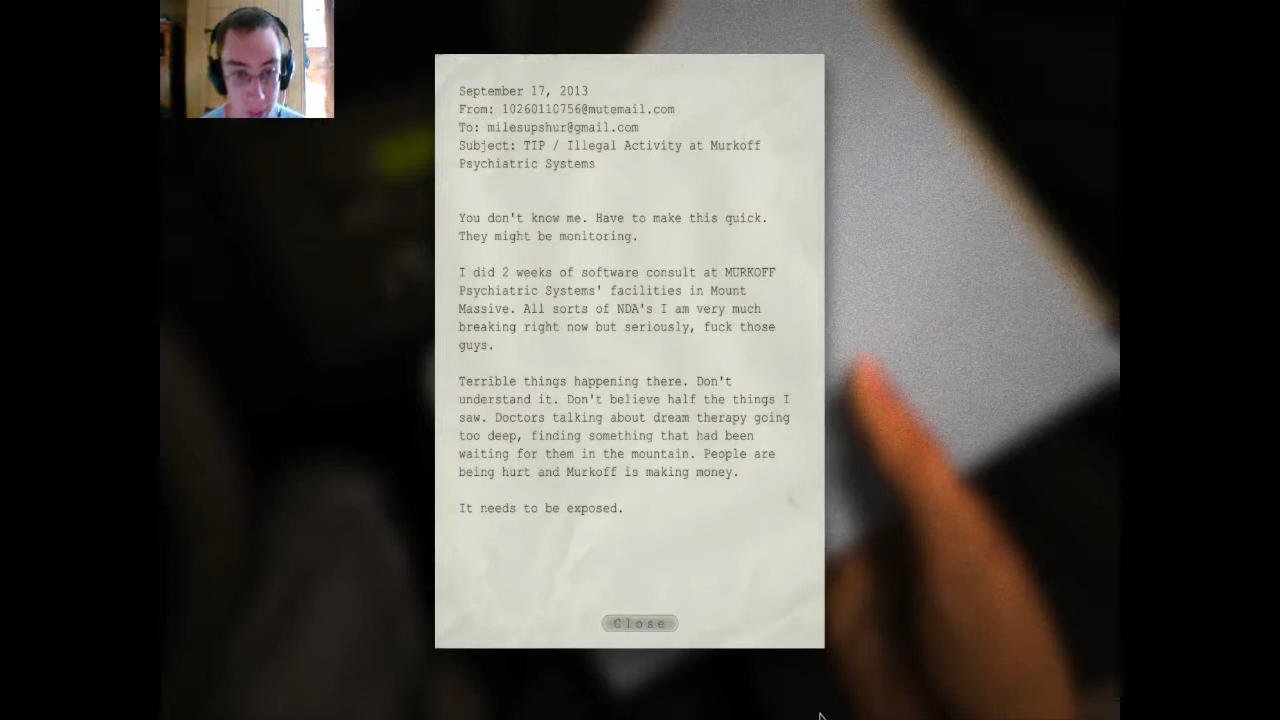 September 17, 2013
From: 10260110756@mutemail.com
To: milesupshur@gmail.com
Subject: TIP / Illegal Activity at Murkoff
Psychiatric Systems
You don't know me. Have to make this quick.
They might be monitoring.
I did 2 weeks of software consult at MURKOFF
Psychiatric Systems' facilities in Mount
Massive. All sorts of NDA's I am very much
breaking right now but seriously, fuck those
guys.
Terrible things happening there. Don't
understand it. Don't believe half the things I
saw. Doctors talking about dream therapy going
too deep, finding something that had been
waiting for them in the mountain. People are
being hurt and Murkoff is making money.
It needs to be exposed.
Close